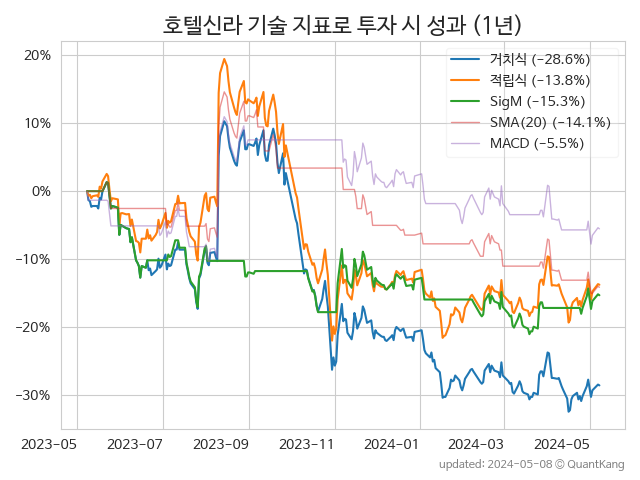 호텔신라 기술 지표로 투자 시 성과 (1년)
20%
10%
0%
−10%
−20%
−30%
거치식 (−28.6%)
적립식 (−13.8%)
SigM (−15.3%)
SMA(20) (−14.1%)
MACD (−5.5%)
2023-05
2023-07
2023-09
2023-11
2024-01
2024-03
2024-05
updated: 2024-05-08 © QuantKang